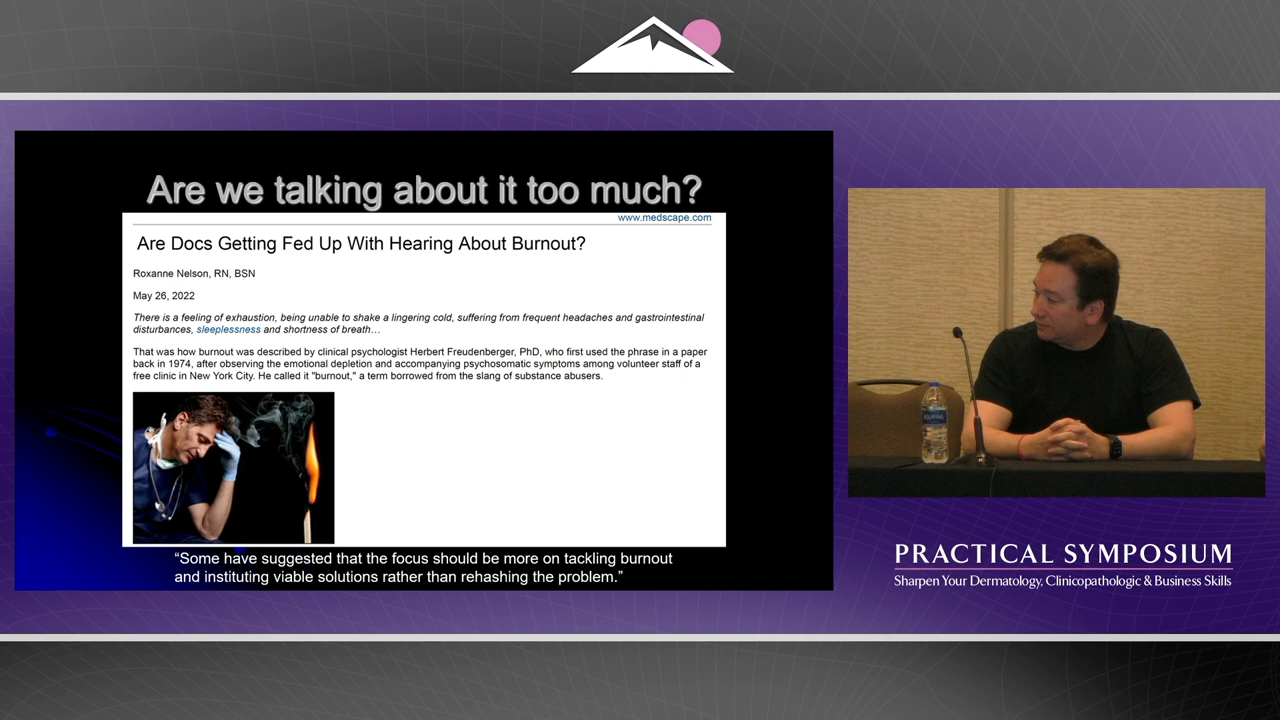 Are we talking about it too much?
www.medscape.com
Are Docs Getting Fed Up With Hearing About Burnout?
Roxanne Nelson, RN, BSN
May 26, 2022
There is a feeling of exhaustion, being unable to shake a lingering cold, suffering from frequent headaches and gastrointestinal
disturbances, sleeplessness and shortness of breath…
That was how burnout was described by clinical psychologist Herbert Freudenberger, PhD, who first used the phrase in a paper
back in 1974, after observing the emotional depletion and accompanying psychosomatic symptoms among volunteer staff of a
free clinic in New York City. He called it "burnout," a term borrowed from the slang of substance abusers.
“Some have suggested that the focus should be more on tackling burnout
and instituting viable solutions rather than rehashing the problem.”
PRACTICAL SYMPOSIUM
Sharpen Your Dermatology, Clinicopathologic & Business Skills